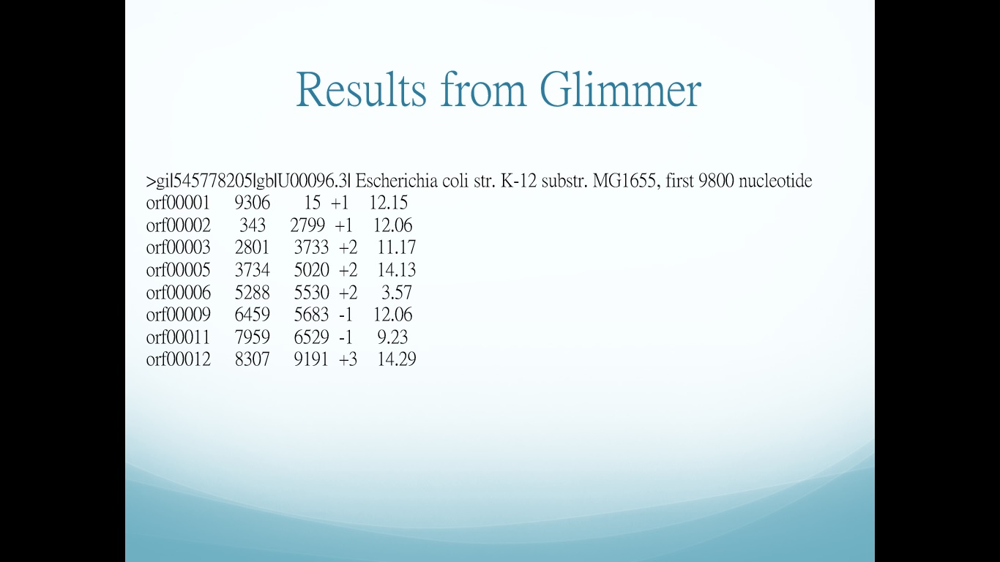 Results from Glimmer
>gi|545778205|gb|U00096.3| Escherichia coli str. K-12 substr. MG1655, first 9800 nucleotide
orf00001 9306 15 +1 12.15
orf00002 343 2799 +1 12.06
orf00003 2801 3733 +2 11.17
orf00005 3734 5020 +2 14.13
orf00006 5288 5530 +2 3.57
orf00009 6459 5683 -1 12.06
orf00011 7959 6529 -1 9.23
orf00012 8307 9191 +3 14.29